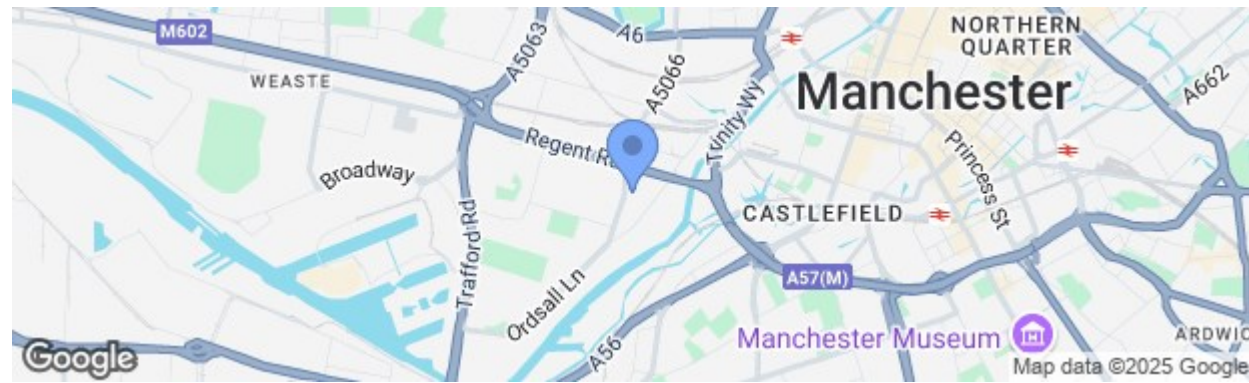 M602
A6
NORTHERN
QUARTER
WEASTE
A5063
A5066
Manchester
A662
Trinity Wy
Regent R
Broadway
Princess St
Trafford Rd
CASTLEFIELD
A57(M)
Ordsall Ln
A56
Manchester Museum
ARDWIC
Google
Map data ©2025 Google